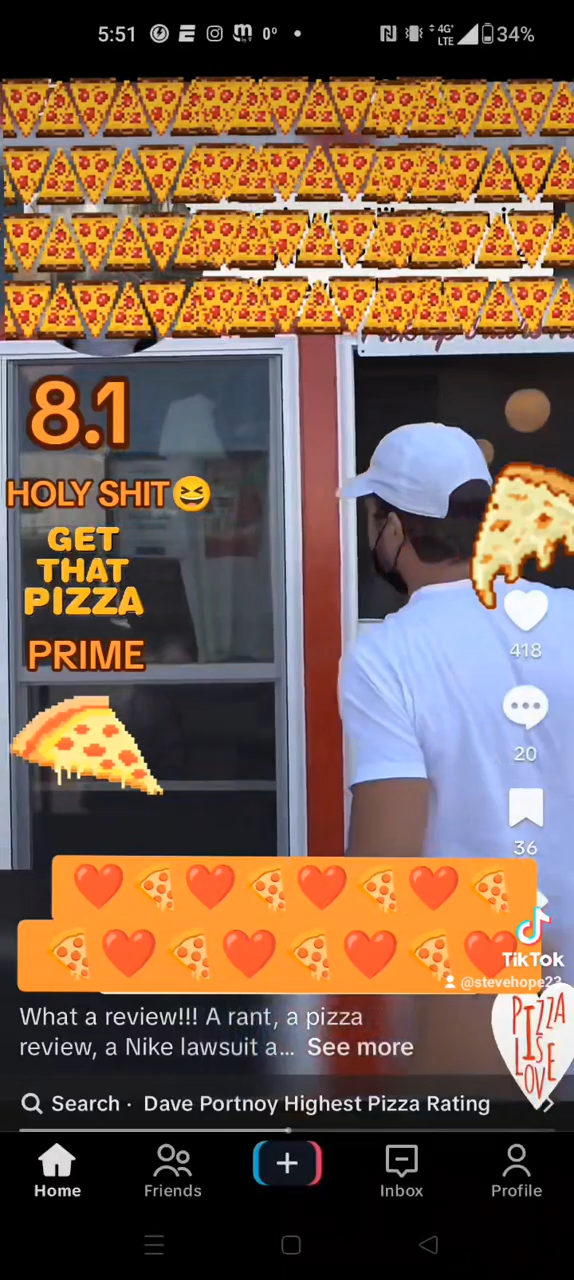 5:51
4G+
LTE
34%
8.1
HOLY SHIT😆
GET
THAT
PIZZA
PRIME
418
20
36
❤️🍕❤️🍕❤️🍕❤️🍕
🍕❤️🍕❤️🍕❤️🍕❤️
TikTok
@stevehope23
What a review!!! A rant, a pizza
review, a Nike lawsuit a... See more
PIZZA
IS
LOVE
Search · Dave Portnoy Highest Pizza Rating
Home
Friends
Inbox
Profile